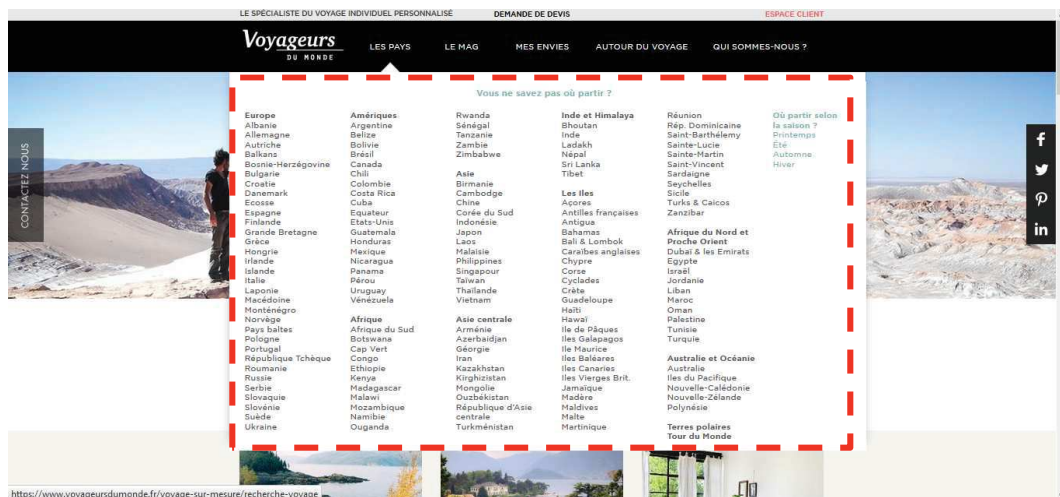 LE SPÉCIALISTE DU VOYAGE INDIVIDUEL PERSONNALISÉ
DEMANDE DE DEVIS
ESPACE CLIENT
Voyageurs
DU MONDE
LES PAYS
LE MAG
MES ENVIES
AUTOUR DU VOYAGE
QUI SOMMES-NOUS ?
CONTACTEZ NOUS
Vous ne savez pas où partir ?
Europe
Albanie
Allemagne
Autriche
Balkans
Bosnie-Herzégovine
Bulgarie
Croatie
Danemark
Ecosse
Espagne
Finlande
Grande Bretagne
Grèce
Hongrie
Irlande
Islande
Italie
Laponie
Macédoine
Monténégro
Norvège
Pays baltes
Pologne
Portugal
République Tchèque
Roumanie
Russie
Serbie
Slovaquie
Slovénie
Suède
Ukraine
Amériques
Argentine
Belize
Bolivie
Brésil
Canada
Chili
Colombie
Costa Rica
Cuba
Equateur
Etats-Unis
Guatemala
Honduras
Mexique
Nicaragua
Panama
Pérou
Uruguay
Vénézuela
Afrique
Afrique du Sud
Botswana
Cap Vert
Congo
Ethiopie
Kenya
Madagascar
Malawi
Mozambique
Namibie
Ouganda
Rwanda
Sénégal
Tanzanie
Zambie
Zimbabwe
Asie
Birmanie
Cambodge
Chine
Corée du Sud
Indonésie
Japon
Laos
Malaisie
Philippines
Singapour
Taïwan
Thaïlande
Vietnam
Asie centrale
Arménie
Azerbaidjan
Géorgie
Iran
Kazakhstan
Kirghizistan
Mongolie
Ouzbékistan
République d'Asie
centrale
Turkménistan
Inde et Himalaya
Bhoutan
Inde
Ladakh
Népal
Sri Lanka
Tibet
Les Iles
Açores
Antilles françaises
Antigua
Bahamas
Bali & Lombok
Caraïbes anglaises
Chypre
Corse
Cyclades
Crète
Guadeloupe
Haïti
Hawaï
Ile de Pâques
Iles Galapagos
Ile Maurice
Iles Baléares
Iles Canaries
Iles Vierges Brit.
Jamaïque
Madère
Maldives
Malte
Martinique
Réunion
Rép. Dominicaine
Saint-Barthélemy
Sainte-Lucie
Sainte-Martin
Saint-Vincent
Sardaigne
Seychelles
Sicile
Turks & Caicos
Zanzibar
Afrique du Nord et
Proche Orient
Dubaï & les Emirats
Egypte
Israël
Jordanie
Liban
Maroc
Oman
Palestine
Tunisie
Turquie
Australie et Océanie
Australie
Iles du Pacifique
Nouvelle-Calédonie
Nouvelle-Zélande
Polynésie
Terres polaires
Tour du Monde
Où partir selon
la saison ?
Printemps
Été
Automne
Hiver
https://www.voyageursdumonde.fr/voyage-sur-mesure/recherche-voyage